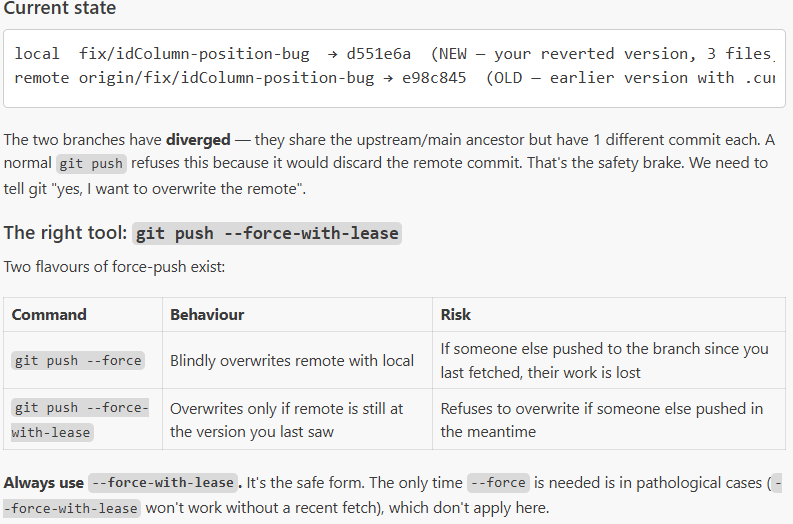 Current state
local  fix/idColumn-position-bug  → d551e6a  (NEW — your reverted version, 3 files,
remote origin/fix/idColumn-position-bug → e98c845  (OLD — earlier version with .cur
The two branches have diverged — they share the upstream/main ancestor but have 1 different commit each. A
normal git push refuses this because it would discard the remote commit. That's the safety brake. We need to
tell git "yes, I want to overwrite the remote".
The right tool: git push --force-with-lease
Two flavours of force-push exist:
Command Behaviour Risk
git push --force Blindly overwrites remote with local If someone else pushed to the branch since you
last fetched, their work is lost
git push --force- Overwrites only if remote is still at Refuses to overwrite if someone else pushed in
with-lease the version you last saw the meantime
Always use --force-with-lease. It's the safe form. The only time --force is needed is in pathological cases (-
-force-with-lease won't work without a recent fetch), which don't apply here.